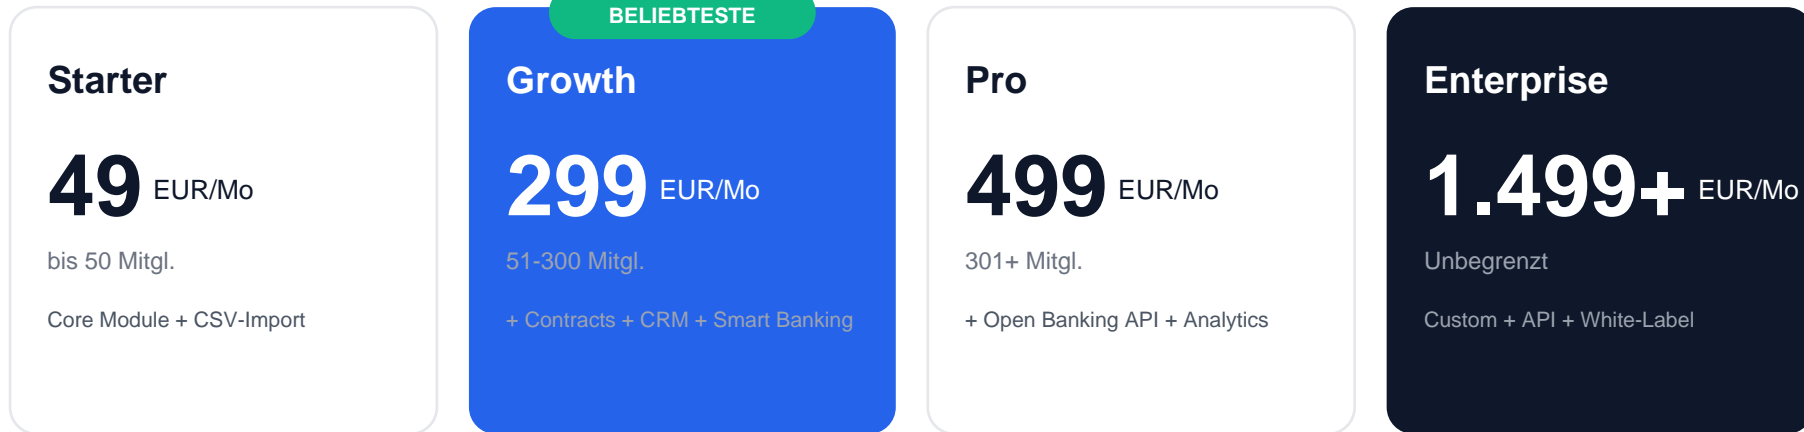 Starter
49 EUR/Mo
bis 50 Mitgl.
Core Module + CSV-Import
BELIEBTESTE
Growth
299 EUR/Mo
51-300 Mitgl.
+ Contracts + CRM + Smart Banking
Pro
499 EUR/Mo
301+ Mitgl.
+ Open Banking API + Analytics
Enterprise
1.499+ EUR/Mo
Unbegrenzt
Custom + API + White-Label